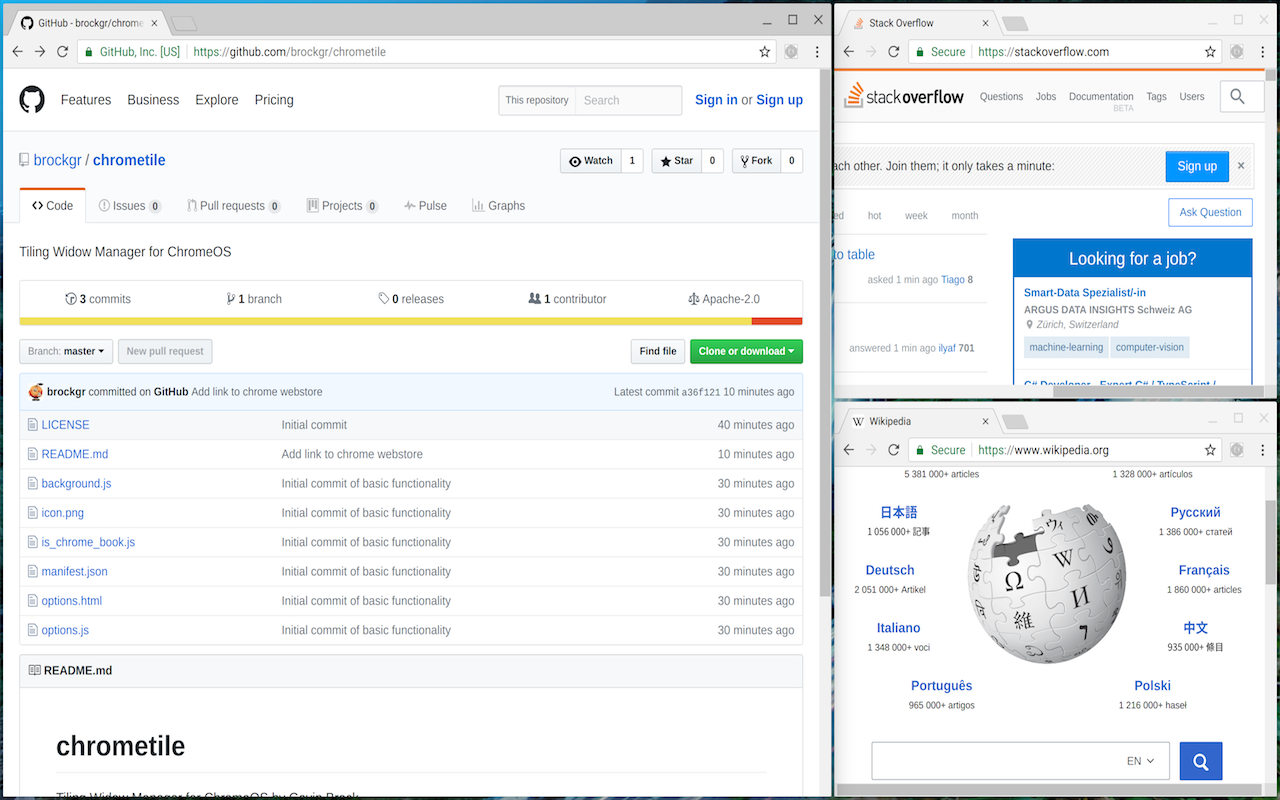 GitHub - brockgr/chrome
GitHub, Inc. [US] https://github.com/brockgr/chrometile
Features Business Explore Pricing
This repository Search Sign in or Sign up
brockgr / chrometile
Watch 1 Star 0 Fork 0
Code Issues 0 Pull requests 0 Projects 0 Pulse Graphs
Tiling Widow Manager for ChromeOS
3 commits 1 branch 0 releases 1 contributor Apache-2.0
Branch: master New pull request Find file Clone or download
brockgr committed on GitHub Add link to chrome webstore Latest commit a36f121 10 minutes ago
LICENSE Initial commit 40 minutes ago
README.md Add link to chrome webstore 10 minutes ago
background.js Initial commit of basic functionality 30 minutes ago
icon.png Initial commit of basic functionality 30 minutes ago
is_chrome_book.js Initial commit of basic functionality 30 minutes ago
manifest.json Initial commit of basic functionality 30 minutes ago
options.html Initial commit of basic functionality 30 minutes ago
options.js Initial commit of basic functionality 30 minutes ago
README.md
chrometile
Tiling Widow Manager for ChromeOS by Gavin Brock
Stack Overflow
Secure https://stackoverflow.com
stackoverflow Questions Jobs Documentation Tags Users
BETA
ach other. Join them; it only takes a minute: Sign up
ed hot week month Ask Question
to table
asked 1 min ago Tiago 8
answered 1 min ago ilyaf 701
Looking for a job?
Smart-Data Spezialist/-in
ARGUS DATA INSIGHTS Schweiz AG
Zürich, Switzerland
machine-learning computer-vision
C# Developer - Expert C# / TypeScript /
Wikipedia
Secure https://www.wikipedia.org
5 381 000+ articles 1 328 000+ artículos
日本語 Русский
1 056 000+ 記事 1 386 000+ статей
Deutsch Français
2 051 000+ Artikel 1 860 000+ articles
Italiano 中文
1 348 000+ voci 935 000+ 條目
Português Polski
965 000+ artigos 1 216 000+ haseł
Ω W И 維
EN